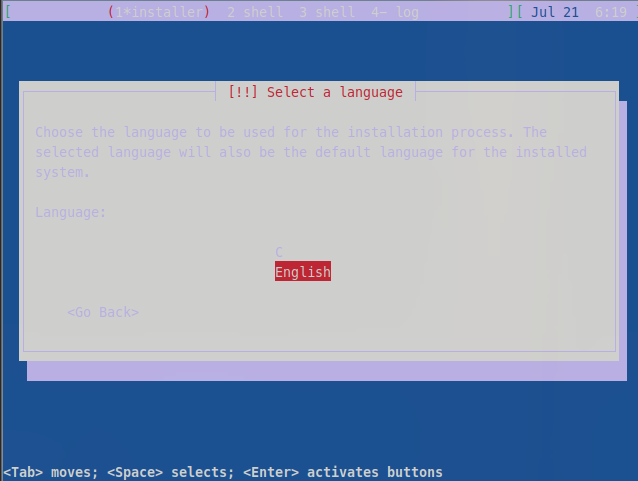 [ (1*installer) 2 shell 3 shell 4- log ][ Jul 21 6:19
[!!] Select a language
Choose the language to be used for the installation process. The
selected language will also be the default language for the installed
system.
Language:
C
English
<Go Back>
<Tab> moves; <Space> selects; <Enter> activates buttons